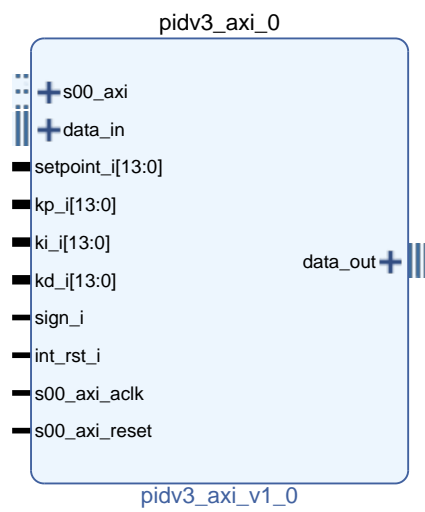 pidv3_axi_0
s00_axi
data_in
setpoint_i[13:0]
kp_i[13:0]
ki_i[13:0]
kd_i[13:0]
data_out
sign_i
int_rst_i
s00_axi_aclk
s00_axi_reset
pidv3_axi_v1_0